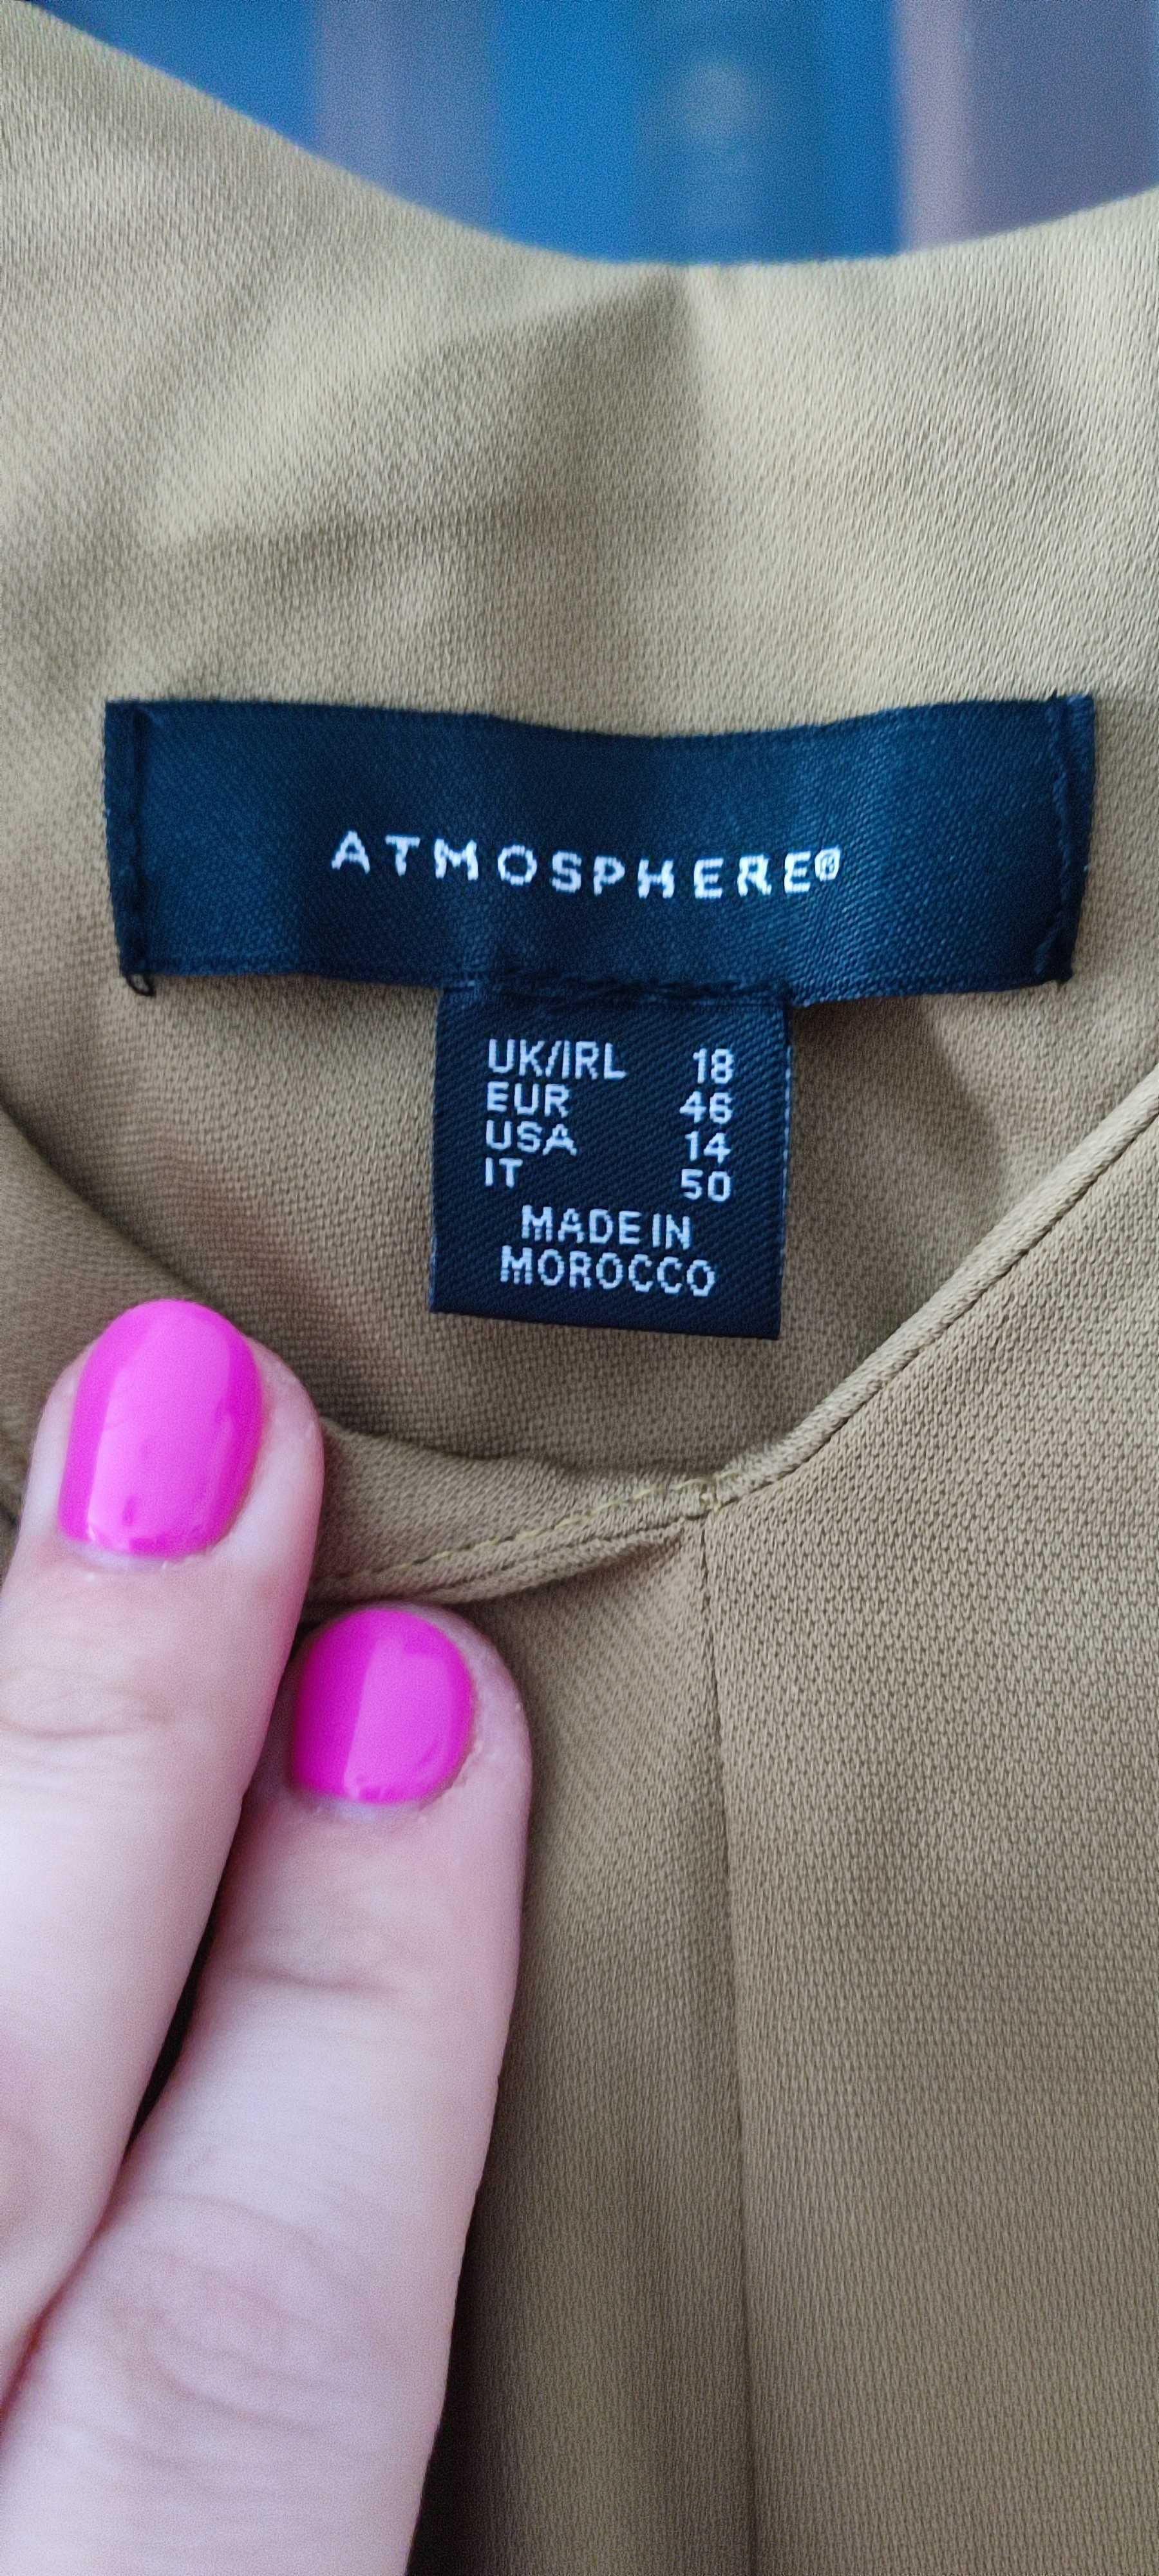 ATMOSPHERE®
UK/IRL 18
EUR 46
USA 14
IT 50
MADE IN
MOROCCO